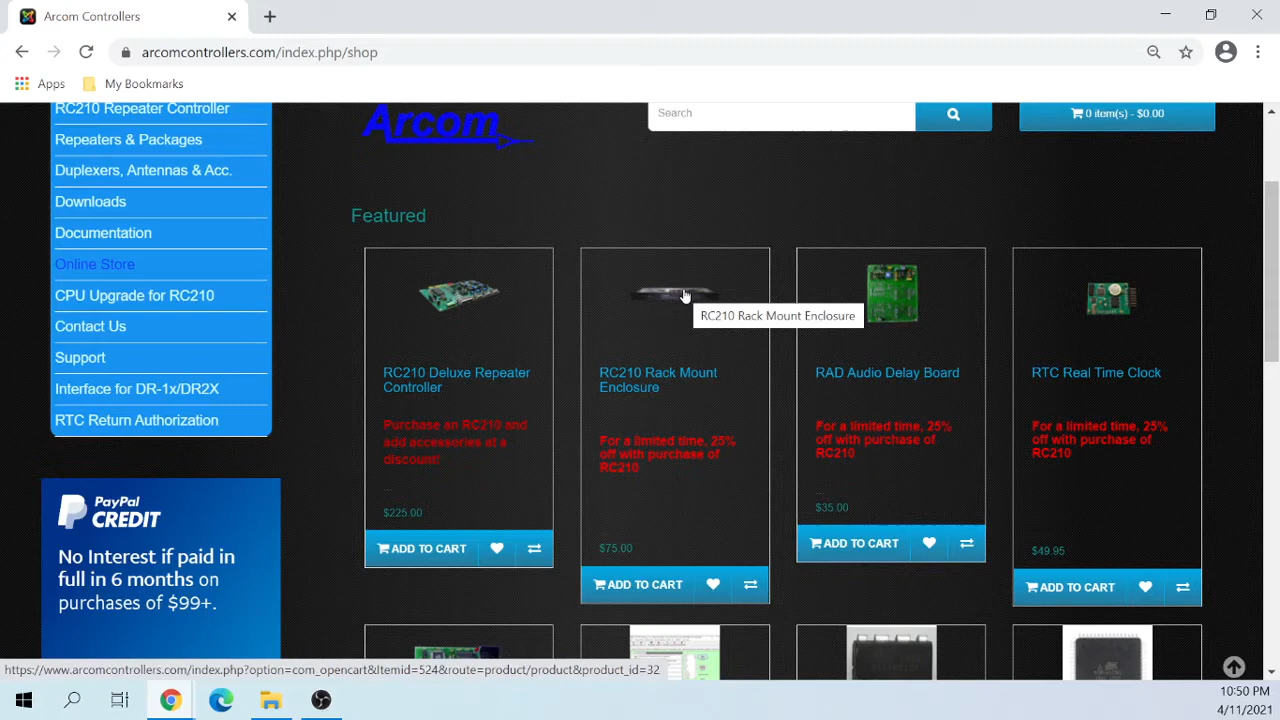 Arcom Controllers
arcomcontrollers.com/index.php/shop
Apps
My Bookmarks
RC210 Repeater Controller
Repeaters & Packages
Duplexers, Antennas & Acc.
Downloads
Documentation
Online Store
CPU Upgrade for RC210
Contact Us
Support
Interface for DR-1x/DR2X
RTC Return Authorization
PayPal
CREDIT
No Interest if paid in
full in 6 months on
purchases of $99+.
Arcom
Search
0 item(s) - $0.00
Featured
RC210 Deluxe Repeater
Controller
Purchase an RC210 and
add accessories at a
discount!
...
$225.00
ADD TO CART
RC210 Rack Mount Enclosure
RC210 Rack Mount
Enclosure
For a limited time, 25%
off with purchase of
RC210
$75.00
ADD TO CART
RAD Audio Delay Board
For a limited time, 25%
off with purchase of
RC210
...
$35.00
ADD TO CART
RTC Real Time Clock
For a limited time, 25%
off with purchase of
RC210
$49.95
ADD TO CART
https://www.arcomcontrollers.com/index.php?option=com_opencart&Itemid=524&route=product/product&product_id=32
10:50 PM
4/11/2021